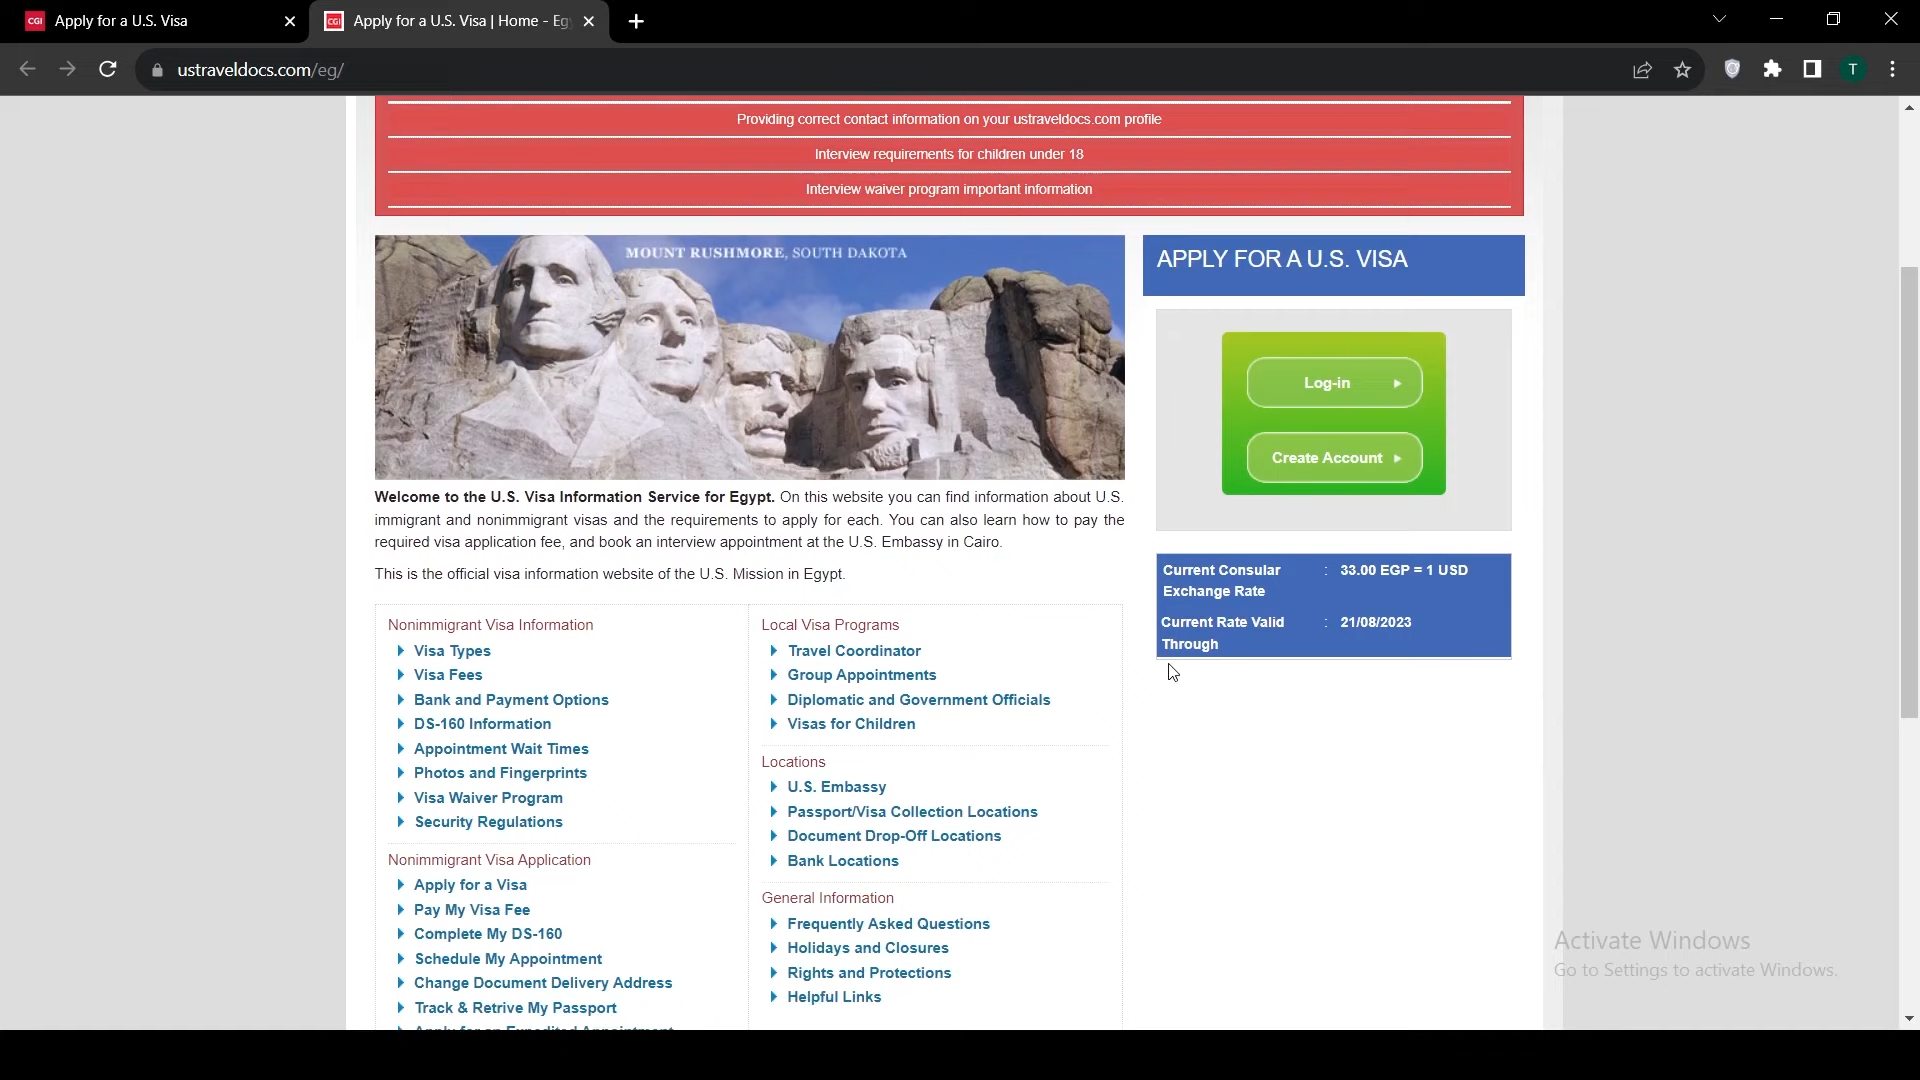 CGI Apply for a U.S. Visa
CGI Apply for a U.S. Visa | Home - Eg
ustraveldocs.com/eg/
T
Providing correct contact information on your ustraveldocs.com profile
Interview requirements for children under 18
Interview waiver program important information
MOUNT RUSHMORE, SOUTH DAKOTA
APPLY FOR A U.S. VISA
Log-in
Create Account
Welcome to the U.S. Visa Information Service for Egypt. On this website you can find information about U.S.
immigrant and nonimmigrant visas and the requirements to apply for each. You can also learn how to pay the
required visa application fee, and book an interview appointment at the U.S. Embassy in Cairo.
This is the official visa information website of the U.S. Mission in Egypt.
Current Consular : 33.00 EGP = 1 USD
Exchange Rate
Current Rate Valid : 21/08/2023
Through
Nonimmigrant Visa Information
Visa Types
Visa Fees
Bank and Payment Options
DS-160 Information
Appointment Wait Times
Photos and Fingerprints
Visa Waiver Program
Security Regulations
Nonimmigrant Visa Application
Apply for a Visa
Pay My Visa Fee
Complete My DS-160
Schedule My Appointment
Change Document Delivery Address
Track & Retrive My Passport
Apply for an Expedited Appointment
Local Visa Programs
Travel Coordinator
Group Appointments
Diplomatic and Government Officials
Visas for Children
Locations
U.S. Embassy
Passport/Visa Collection Locations
Document Drop-Off Locations
Bank Locations
General Information
Frequently Asked Questions
Holidays and Closures
Rights and Protections
Helpful Links
Activate Windows
Go to Settings to activate Windows.